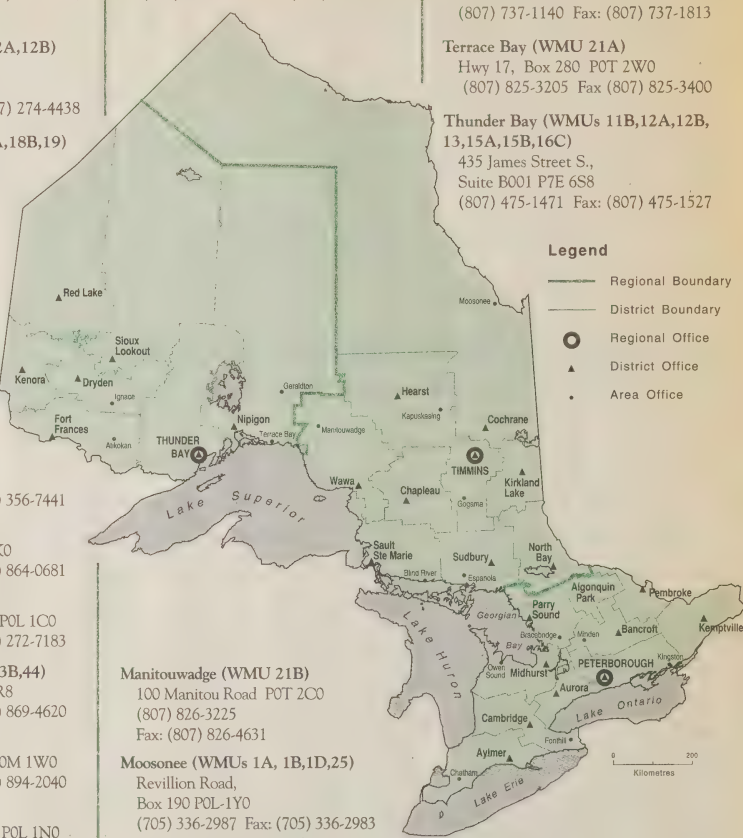 (807) 737-1140 Fax: (807) 737-1813
Terrace Bay (WMU 21A)
Hwy 17, Box 280 P0T 2W0
(807) 825-3205 Fax (807) 825-3400
Thunder Bay (WMUs 11B,12A,12B,
13,15A,15B,16C)
435 James Street S.,
Suite B001 P7E 6S8
(807) 475-1471 Fax: (807) 475-1527
2A,12B)
7) 274-4438
A,18B,19)
) 356-7441
K0
) 864-0681
P0L 1C0
) 272-7183
3B,44)
R8
) 869-4620
0M 1W0
) 894-2040
P0L 1N0
Manitouwadge (WMU 21B)
100 Manitou Road P0T 2C0
(807) 826-3225
Fax: (807) 826-4631
Moosonee (WMUs 1A, 1B,1D,25)
Revillion Road,
Box 190 P0L-1Y0
(705) 336-2987 Fax: (705) 336-2983
Legend
Regional Boundary
District Boundary
Regional Office
District Office
Area Office
Moosonee
Red Lake
Sioux
Lookout
Kenora
Dryden
Ignace
Fort
Frances
Atikokan
THUNDER
BAY
Nipigon
Geraldton
Terrace Bay
Manitouwadge
Hearst
Kapuskasing
Cochrane
TIMMINS
Kirkland
Lake
Gogama
Chapleau
Wawa
Lake Superior
Sault
Ste Marie
Blind River
Sudbury
Espanola
North
Bay
Algonquin
Park
Pembroke
Parry
Sound
Georgian
Bay
Bracebridge
Minden
Bancroft
Kemptville
Kingston
Owen
Sound
Midhurst
PETERBOROUGH
Aurora
Lake Huron
Lake Ontario
Cambridge
Fonthill
Aylmer
Chatham
Lake Erie
0 200
Kilometres